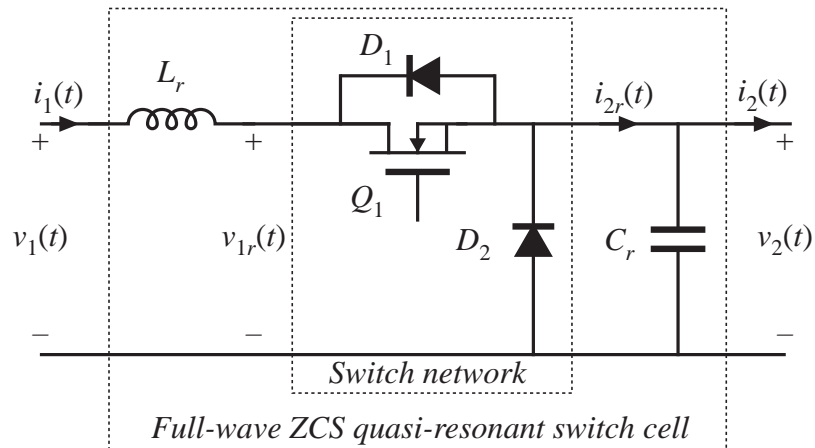 D₁
Lᵣ
i₁(t)
i₂ᵣ(t)
i₂(t)
+
+
+
Q₁
v₁(t)
v₁ᵣ(t)
D₂
Cᵣ
v₂(t)
–
–
–
Switch network
Full-wave ZCS quasi-resonant switch cell